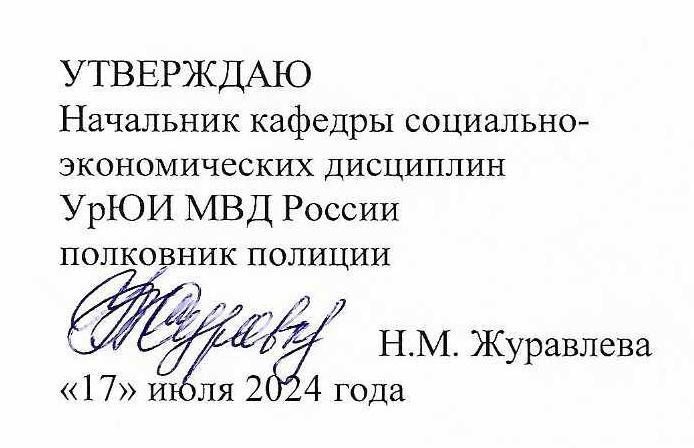 УТВЕРЖДАЮ
Начальник кафедры социально-
экономических дисциплин
УрЮИ МВД России
полковник полиции
Н.М. Журавлева
«17» июля 2024 года